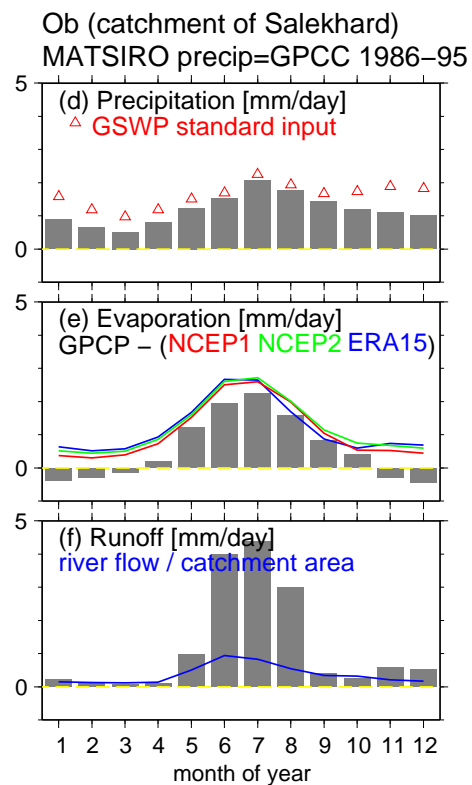 Ob (catchment of Salekhard)
MATSIRO precip=GPCC 1986–95
5
(d) Precipitation [mm/day]
△ GSWP standard input
0
5
(e) Evaporation [mm/day]
GPCP – (NCEP1 NCEP2 ERA15)
0
5
(f) Runoff [mm/day]
river flow / catchment area
0
1 2 3 4 5 6 7 8 9 10 11 12
month of year